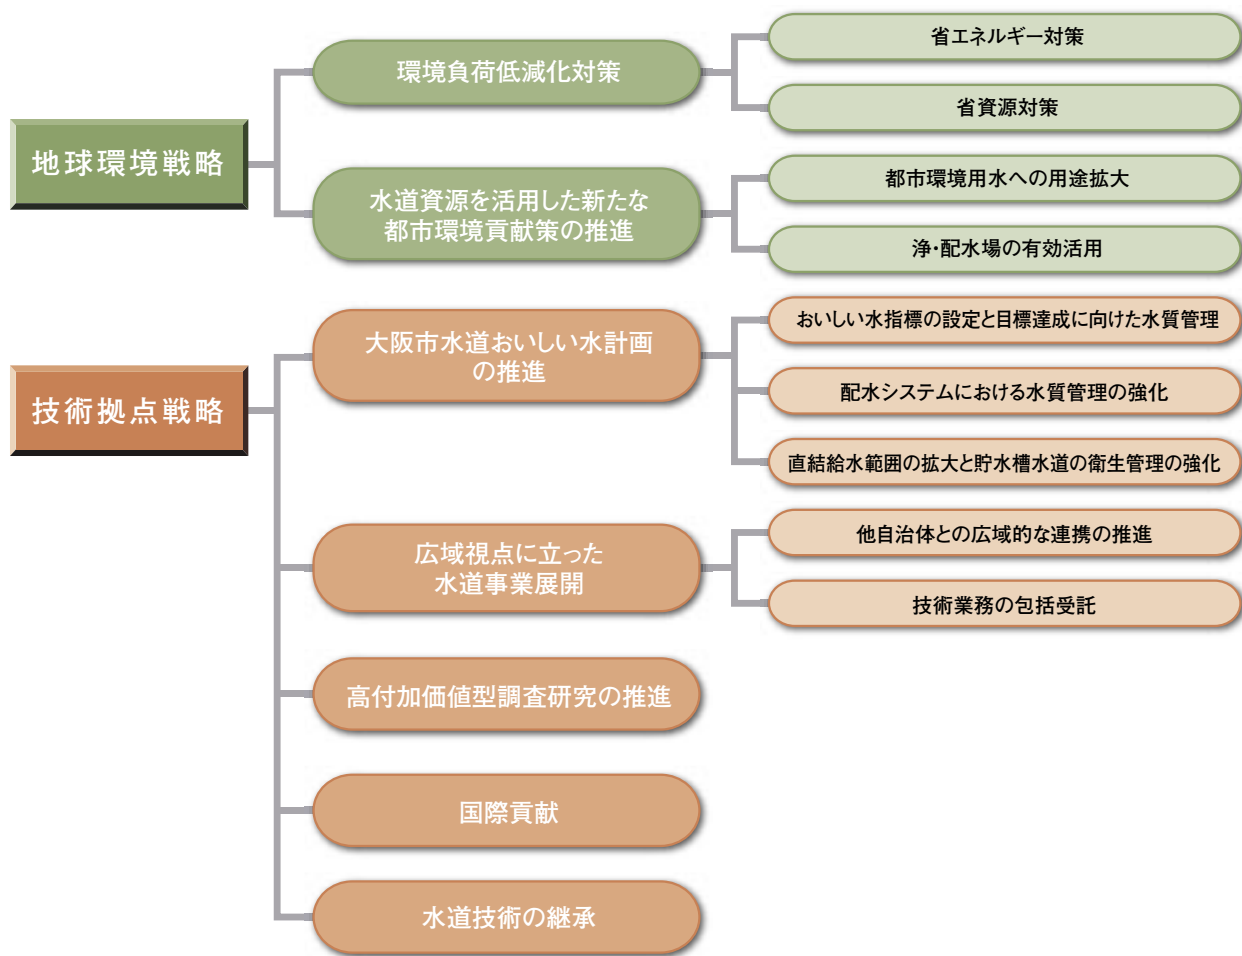 地球環境戦略
環境負荷低減化対策
省エネルギー対策
省資源対策
水道資源を活用した新たな
都市環境貢献策の推進
都市環境用水への用途拡大
浄・配水場の有効活用
技術拠点戦略
大阪市水道おいしい水計画
の推進
おいしい水指標の設定と目標達成に向けた水質管理
配水システムにおける水質管理の強化
直結給水範囲の拡大と貯水槽水道の衛生管理の強化
広域視点に立った
水道事業展開
他自治体との広域的な連携の推進
技術業務の包括受託
高付加価値型調査研究の推進
国際貢献
水道技術の継承